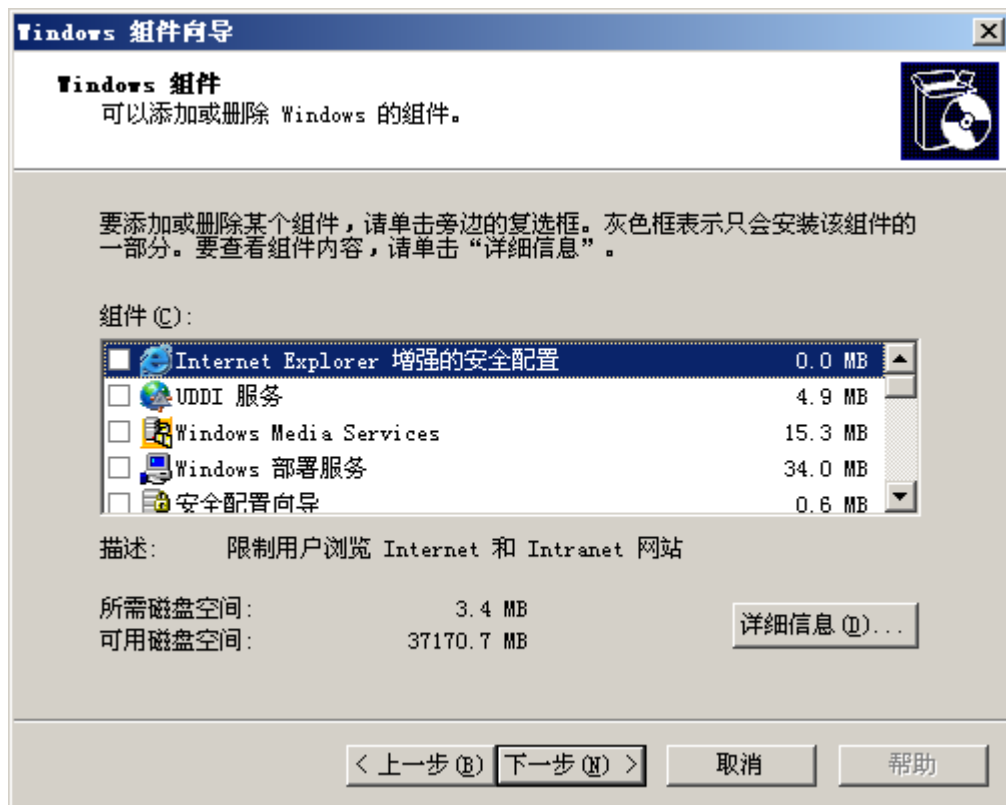 Windows 组件向导
Windows 组件
可以添加或删除 Windows 的组件。
要添加或删除某个组件，请单击旁边的复选框。灰色框表示只会安装该组件的
一部分。要查看组件内容，请单击“详细信息”。
组件(C):
Internet Explorer 增强的安全配置 0.0 MB
UDDI 服务 4.9 MB
Windows Media Services 15.3 MB
Windows 部署服务 34.0 MB
安全配置向导 0.6 MB
描述: 限制用户浏览 Internet 和 Intranet 网站
所需磁盘空间: 3.4 MB
可用磁盘空间: 37170.7 MB
详细信息(D)...
< 上一步(B) 下一步(N) > 取消 帮助